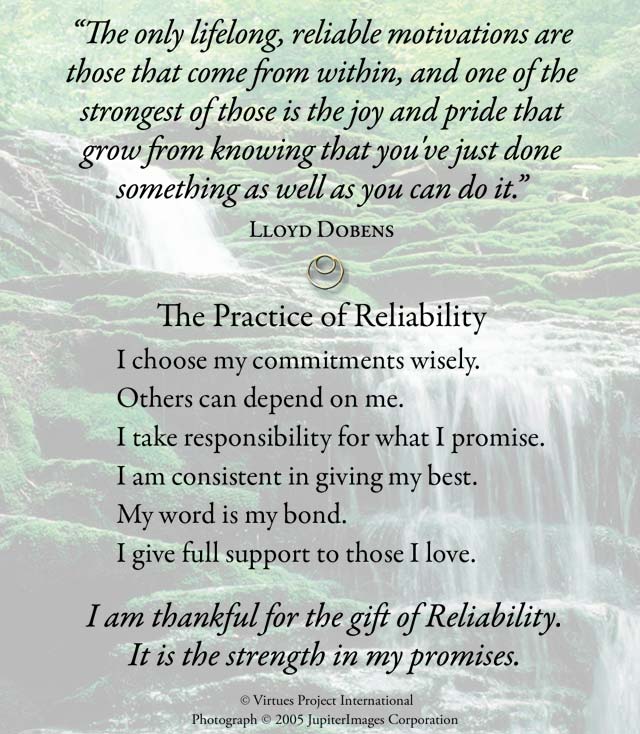 “The only lifelong, reliable motivations are
those that come from within, and one of the
strongest of those is the joy and pride that
grow from knowing that you've just done
something as well as you can do it.”
Lloyd Dobens
The Practice of Reliability
I choose my commitments wisely.
Others can depend on me.
I take responsibility for what I promise.
I am consistent in giving my best.
My word is my bond.
I give full support to those I love.
I am thankful for the gift of Reliability.
It is the strength in my promises.
© Virtues Project International
Photograph © 2005 JupiterImages Corporation